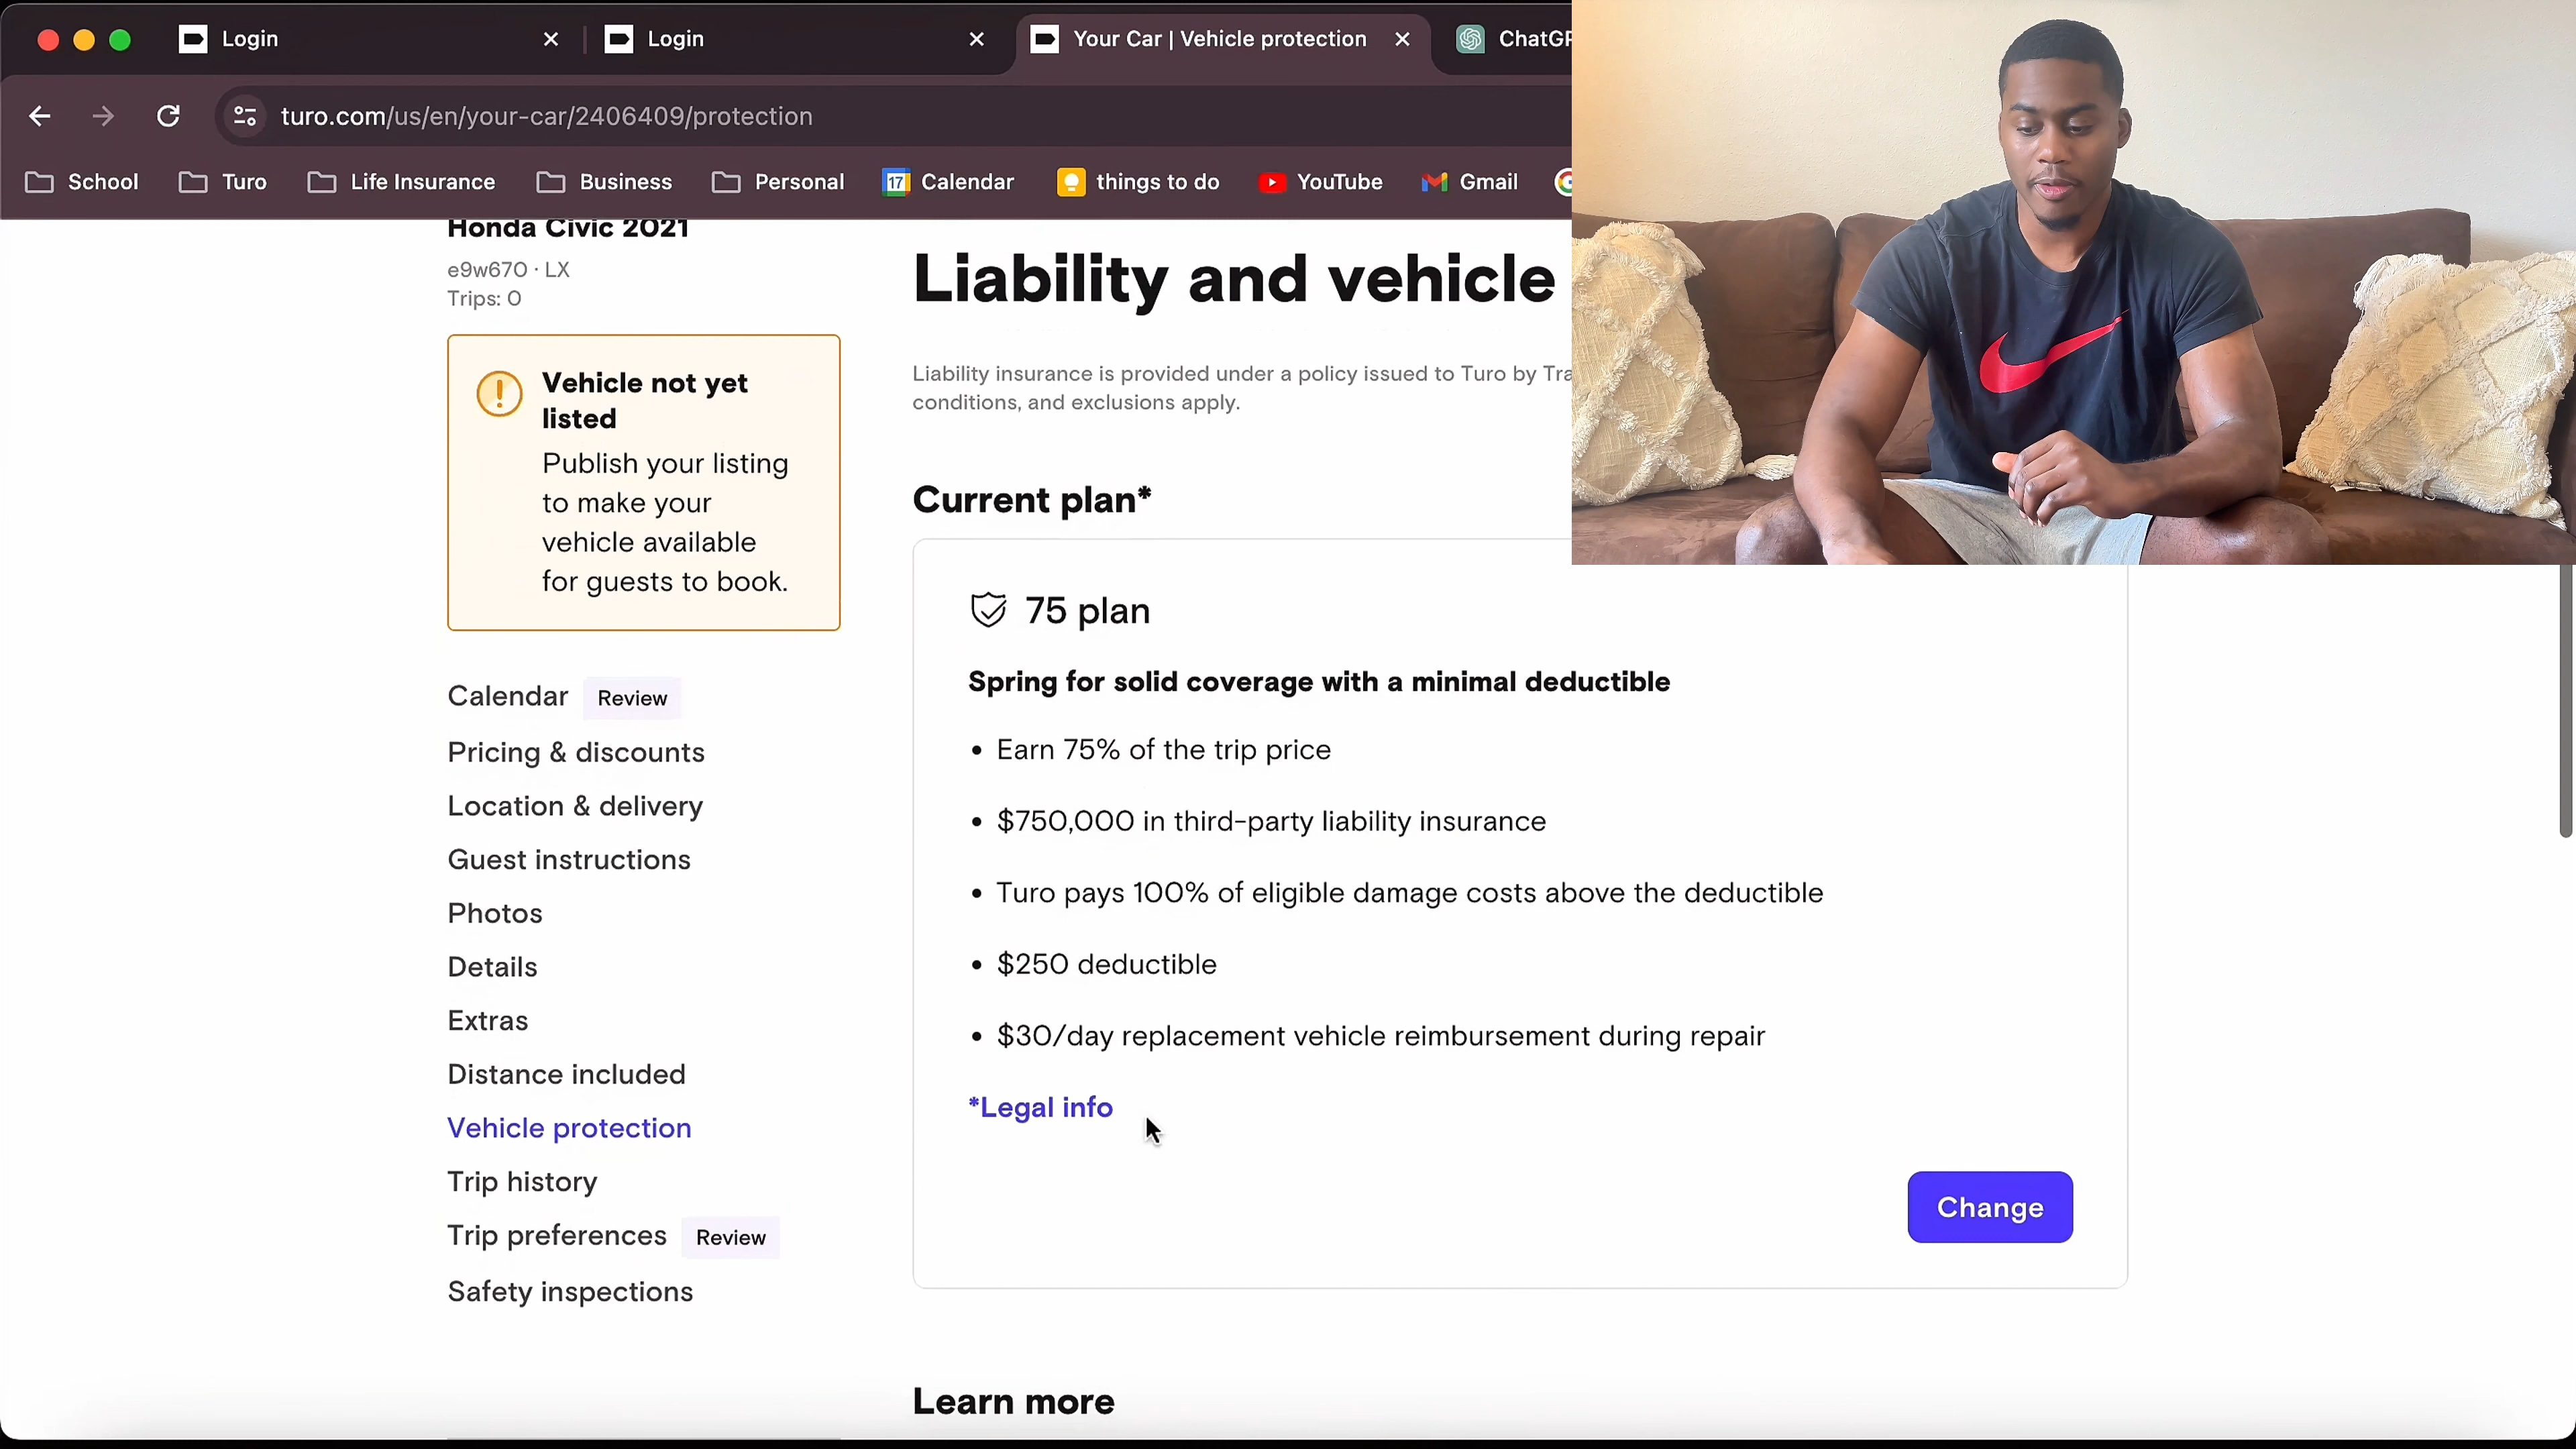 Login
Login
Your Car | Vehicle protection
ChatGP
turo.com/us/en/your-car/2406409/protection
School
Turo
Life Insurance
Business
Personal
17
Calendar
things to do
YouTube
Gmail
Honda Civic 2021
e9w670 · LX
Trips: 0
Vehicle not yet
listed
Publish your listing
to make your
vehicle available
for guests to book.
Calendar Review
Pricing & discounts
Location & delivery
Guest instructions
Photos
Details
Extras
Distance included
Vehicle protection
Trip history
Trip preferences Review
Safety inspections
Liability and vehicle
Liability insurance is provided under a policy issued to Turo by Tra
conditions, and exclusions apply.
Current plan*
75 plan
Spring for solid coverage with a minimal deductible
• Earn 75% of the trip price
• $750,000 in third-party liability insurance
• Turo pays 100% of eligible damage costs above the deductible
• $250 deductible
• $30/day replacement vehicle reimbursement during repair
*Legal info
Change
Learn more